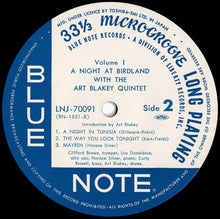 MFD. UNDER LICENCE BY TOSHIBA-EMI LTD. IN JAPAN
33⅓ MICROGROOVE LONG PLAYING
BLUE NOTE RECORDS • A DIVISION OF LIBERTY RECORDS, INC.
Volume 1
A NIGHT AT BIRDLAND
WITH THE
ART BLAKEY QUINTET
LNJ-70091
(BN-1521-B)
Side 2
Introduction by Art Blakey
1 A NIGHT IN TUNISIA (Gillespie-Robin)
2 THE WAY YOU LOOK TONIGHT (Kern-Fields)
3 MAYREH (Horace Silver)
Clifford Brown, trumpet, Lou Donaldson,
alto-sax, Horace Silver, piano, Curly
Russell, bass, Art Blakey, drums.
BLUE
NOTE